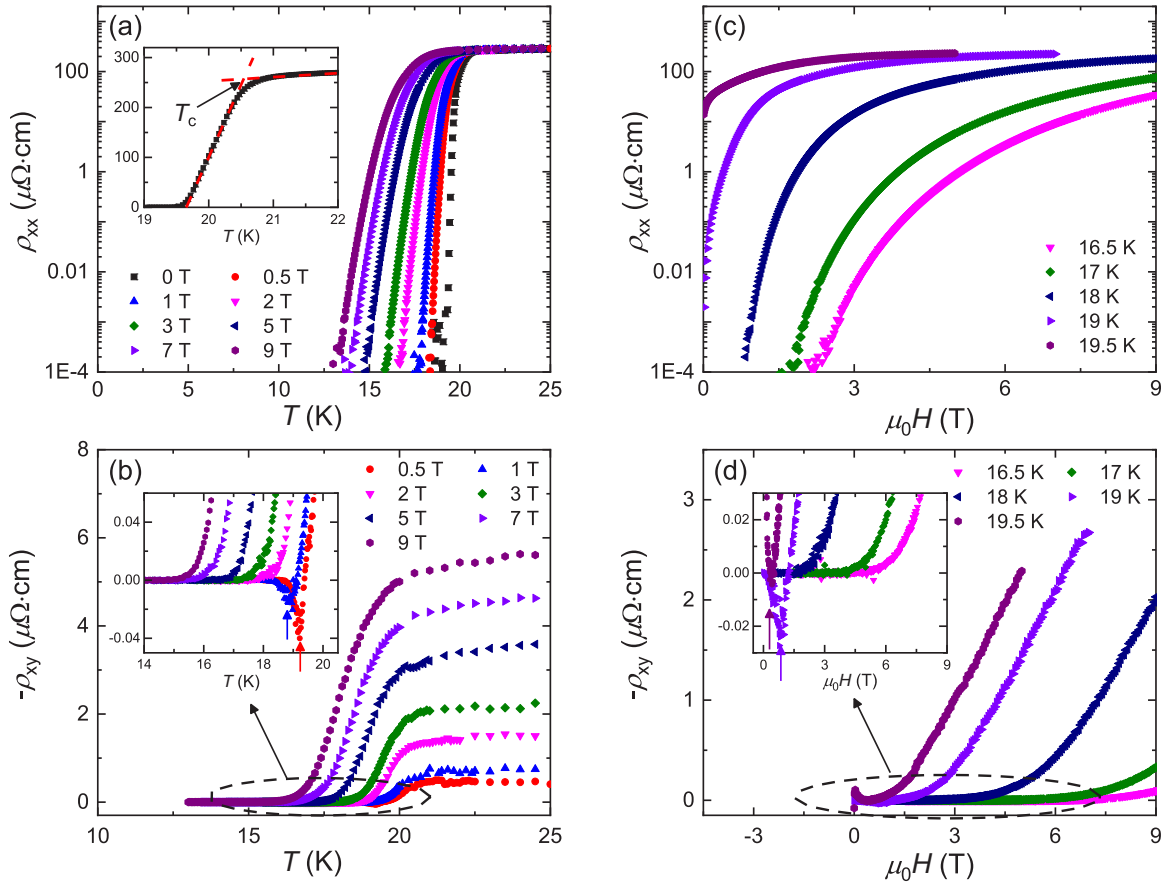 (a)
ρxx (μΩ·cm)
100
1
0.01
1E-4
300
200
100
0
Tc
19 20 21 22
T (K)
0 T 0.5 T
1 T 2 T
3 T 5 T
7 T 9 T
0 5 10 15 20 25
T (K)
(c)
ρxx (μΩ·cm)
100
1
0.01
1E-4
16.5 K
17 K
18 K
19 K
19.5 K
0 3 6 9
μ0H (T)
(b)
-ρxy (μΩ·cm)
8
6
4
2
0
0.5 T 1 T
2 T 3 T
5 T 7 T
9 T
0.04
0.00
-0.04
14 16 18 20
T (K)
10 15 20 25
T (K)
(d)
-ρxy (μΩ·cm)
3
2
1
0
16.5 K 17 K
18 K 19 K
19.5 K
0.02
0.00
-0.02
0 3 6 9
μ0H (T)
-3 0 3 6 9
μ0H (T)